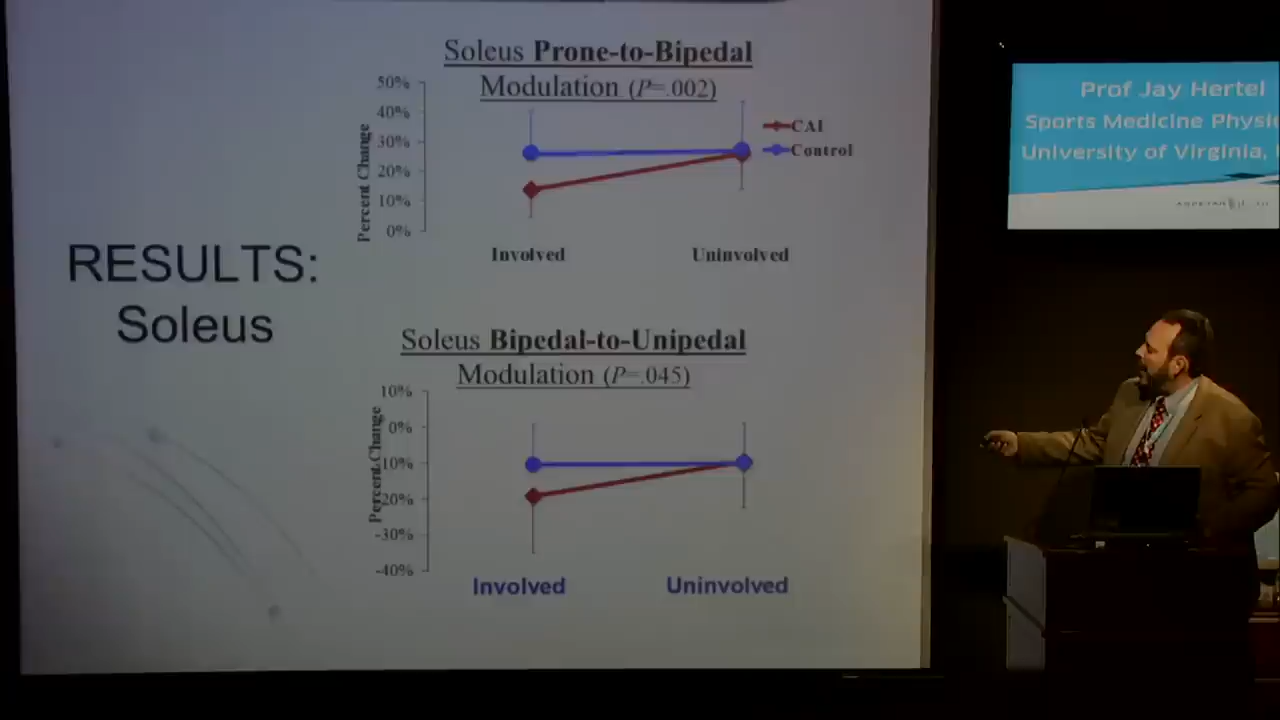 RESULTS:
Soleus
Soleus Prone-to-Bipedal
Modulation (P=.002)
50%
40%
30%
20%
10%
0%
Percent Change
CAI
Control
Involved
Uninvolved
Soleus Bipedal-to-Unipedal
Modulation (P=.045)
10%
0%
-10%
-20%
-30%
-40%
Percent Change
Involved
Uninvolved
Prof Jay Hertel
Sports Medicine
University of Virginia,